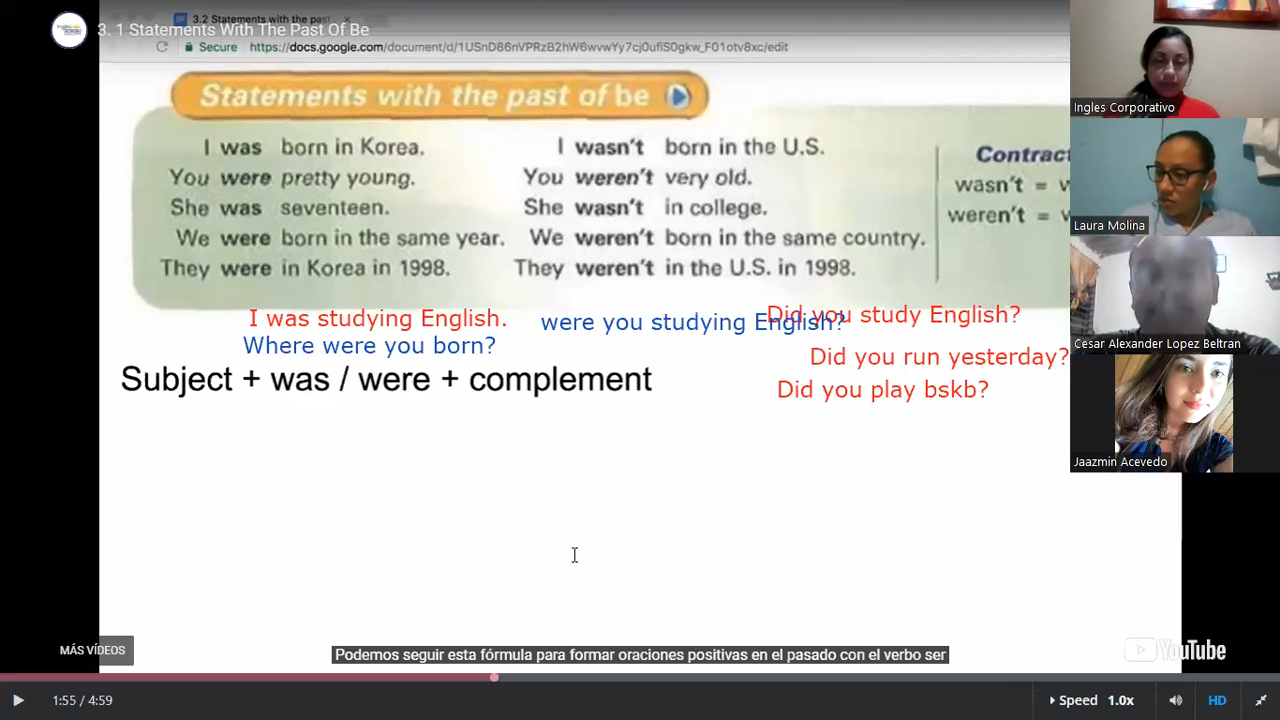 3.2 Statements with the past
3. 1 Statements With The Past Of Be
Secure https://docs.google.com/document/d/1USnD86nVPRzB2hW6wvwYy7cj0ufiS0gkw_F01otv8xc/edit
Statements with the past of be
I was born in Korea.
You were pretty young.
She was seventeen.
We were born in the same year.
They were in Korea in 1998.
I wasn't born in the U.S.
You weren't very old.
She wasn't in college.
We weren't born in the same country.
They weren't in the U.S. in 1998.
Contract
wasn't = w
weren't = w
I was studying English.
were you studying English?
Did you study English?
Where were you born?
Did you run yesterday?
Subject + was / were + complement
Did you play bskb?
Ingles Corporativo
Laura Molina
Cesar Alexander Lopez Beltran
Jaazmin Acevedo
MÁS VÍDEOS
Podemos seguir esta fórmula para formar oraciones positivas en el pasado con el verbo ser
YouTube
1:55 / 4:59
Speed 1.0x
HD